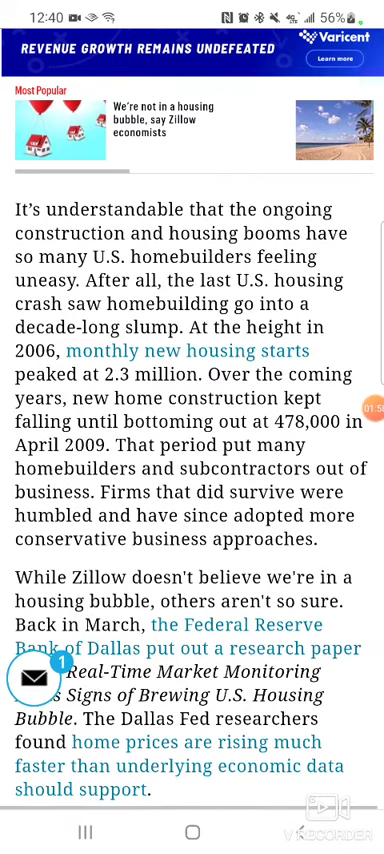 12:40
56%
REVENUE GROWTH REMAINS UNDEFEATED
Varicent
Learn more
Most Popular
We're not in a housing
bubble, say Zillow
economists
It's understandable that the ongoing
construction and housing booms have
so many U.S. homebuilders feeling
uneasy. After all, the last U.S. housing
crash saw homebuilding go into a
decade-long slump. At the height in
2006, monthly new housing starts
peaked at 2.3 million. Over the coming
years, new home construction kept
falling until bottoming out at 478,000 in
April 2009. That period put many
homebuilders and subcontractors out of
business. Firms that did survive were
humbled and have since adopted more
conservative business approaches.
While Zillow doesn't believe we're in a
housing bubble, others aren't so sure.
Back in March, the Federal Reserve
Bank of Dallas put out a research paper
1
Real-Time Market Monitoring
Signs of Brewing U.S. Housing
Bubble. The Dallas Fed researchers
found home prices are rising much
faster than underlying economic data
should support.
VIRECORDER